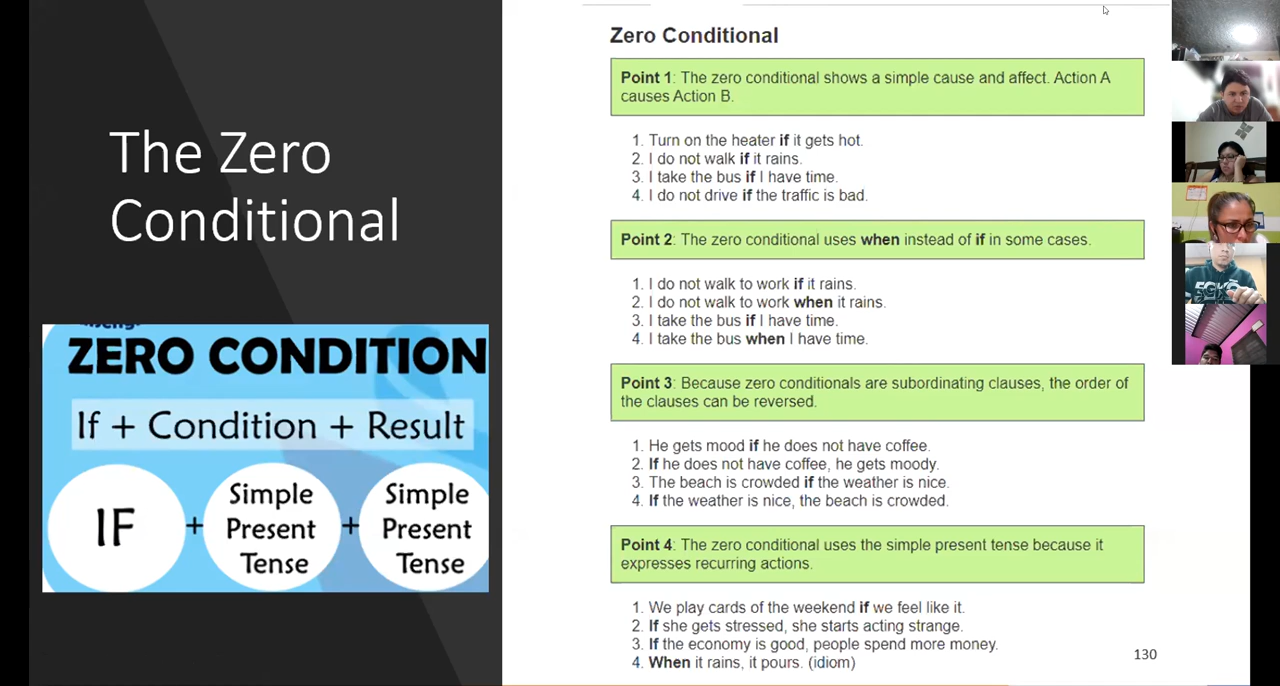 The Zero
Conditional
ZERO CONDITION
If + Condition + Result
IF + Simple Present Tense + Simple Present Tense
Zero Conditional
Point 1: The zero conditional shows a simple cause and affect. Action A
causes Action B.
1. Turn on the heater if it gets hot.
2. I do not walk if it rains.
3. I take the bus if I have time.
4. I do not drive if the traffic is bad.
Point 2: The zero conditional uses when instead of if in some cases.
1. I do not walk to work if it rains.
2. I do not walk to work when it rains.
3. I take the bus if I have time.
4. I take the bus when I have time.
Point 3: Because zero conditionals are subordinating clauses, the order of
the clauses can be reversed.
1. He gets mood if he does not have coffee.
2. If he does not have coffee, he gets moody.
3. The beach is crowded if the weather is nice.
4. If the weather is nice, the beach is crowded.
Point 4: The zero conditional uses the simple present tense because it
expresses recurring actions.
1. We play cards of the weekend if we feel like it.
2. If she gets stressed, she starts acting strange.
3. If the economy is good, people spend more money.
4. When it rains, it pours. (idiom)
130